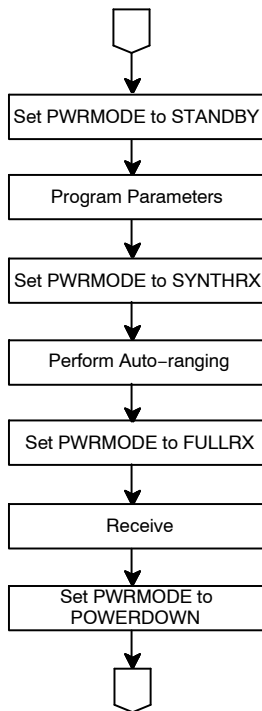 Set PWRMODE to STANDBY
Program Parameters
Set PWRMODE to SYNTHRX
Perform Auto−ranging
Set PWRMODE to FULLRX
Receive
Set PWRMODE to
POWERDOWN